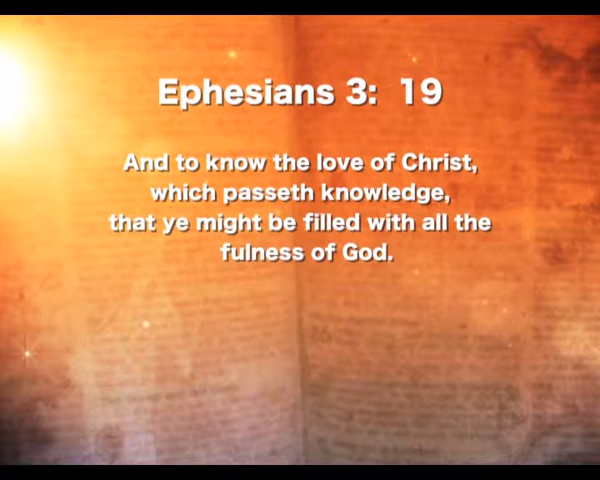 Ephesians 3:  19
And to know the love of Christ,
which passeth knowledge,
that ye might be filled with all the
fulness of God.